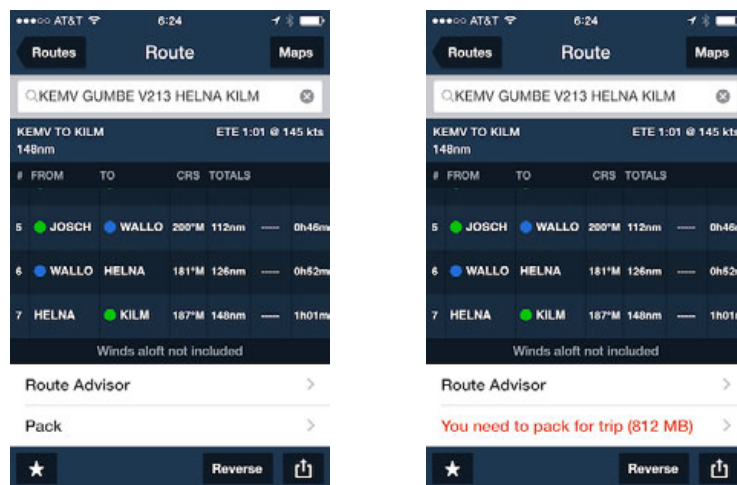 AT&T 6:24
Routes Route Maps
KEMV GUMBE V213 HELNA KILM
KEMV TO KILM ETE 1:01 @ 145 kts
148nm
# FROM TO CRS TOTALS
5 JOSCH WALLO 200°M 112nm ---- 0h46m
6 WALLO HELNA 181°M 126nm ---- 0h52m
7 HELNA KILM 187°M 148nm ---- 1h01m
Winds aloft not included
Route Advisor
Pack
Reverse
AT&T 6:24
Routes Route Maps
KEMV GUMBE V213 HELNA KILM
KEMV TO KILM ETE 1:01 @ 145 kts
148nm
# FROM TO CRS TOTALS
5 JOSCH WALLO 200°M 112nm ---- 0h46
6 WALLO HELNA 181°M 126nm ---- 0h52
7 HELNA KILM 187°M 148nm ---- 1h01
Winds aloft not included
Route Advisor
You need to pack for trip (812 MB)
Reverse